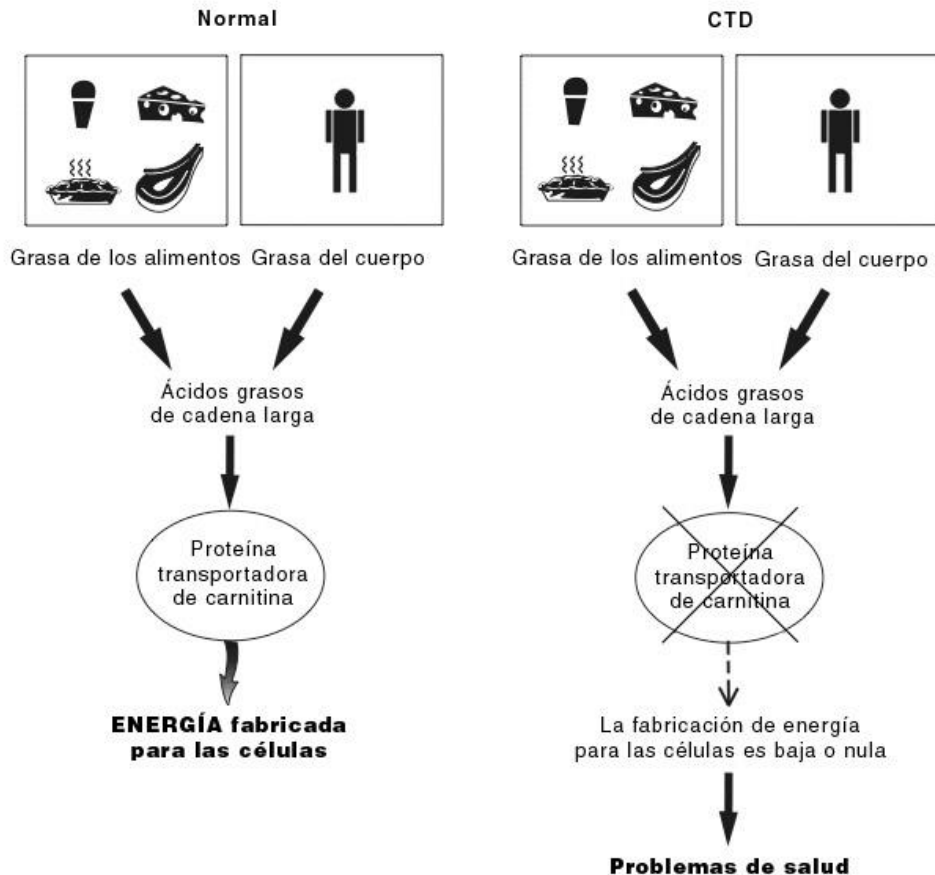 Normal
Grasa de los alimentos
Grasa del cuerpo
Ácidos grasos
de cadena larga
Proteína
transportadora
de carnitina
ENERGÍA fabricada
para las células
CTD
Grasa de los alimentos
Grasa del cuerpo
Ácidos grasos
de cadena larga
Proteína
transportadora
de carnitina
La fabricación de energía
para las células es baja o nula
Problemas de salud